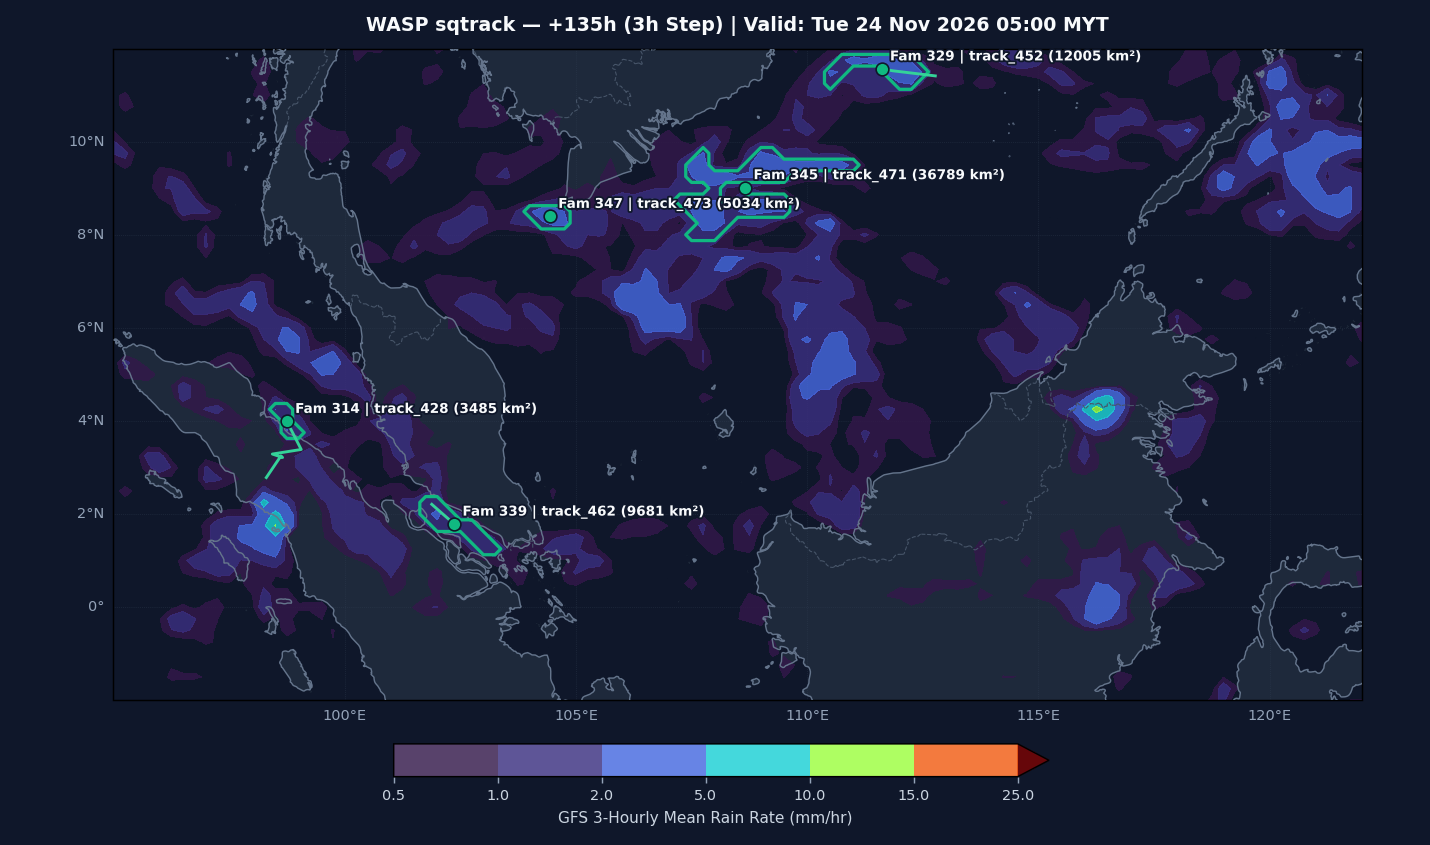 WASP sqtrack — +135h (3h Step) | Valid: Tue 24 Nov 2026 05:00 MYT
Fam 329 | track_452 (12005 km²)
10°N
Fam 345 | track_471 (36789 km²)
Fam 347 | track_473 (5034 km²)
8°N
6°N
Fam 314 | track_428 (3485 km²)
4°N
Fam 339 | track_462 (9681 km²)
2°N
0°
100°E 105°E 110°E 115°E 120°E
0.5 1.0 2.0 5.0 10.0 15.0 25.0
GFS 3-Hourly Mean Rain Rate (mm/hr)